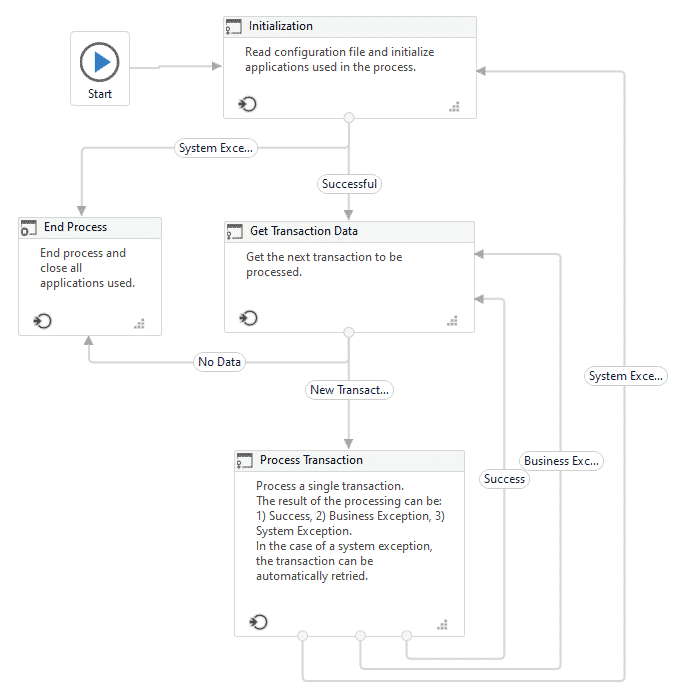 Initialization
Read configuration file and initialize
applications used in the process.
Start
System Exce...
Successful
End Process
End process and
close all
applications used.
Get Transaction Data
Get the next transaction to be
processed.
No Data
System Exce...
New Transact...
Process Transaction
Process a single transaction.
The result of the processing can be:
1) Success, 2) Business Exception, 3)
System Exception.
In the case of a system exception,
the transaction can be
automatically retried.
Business Exc...
Success